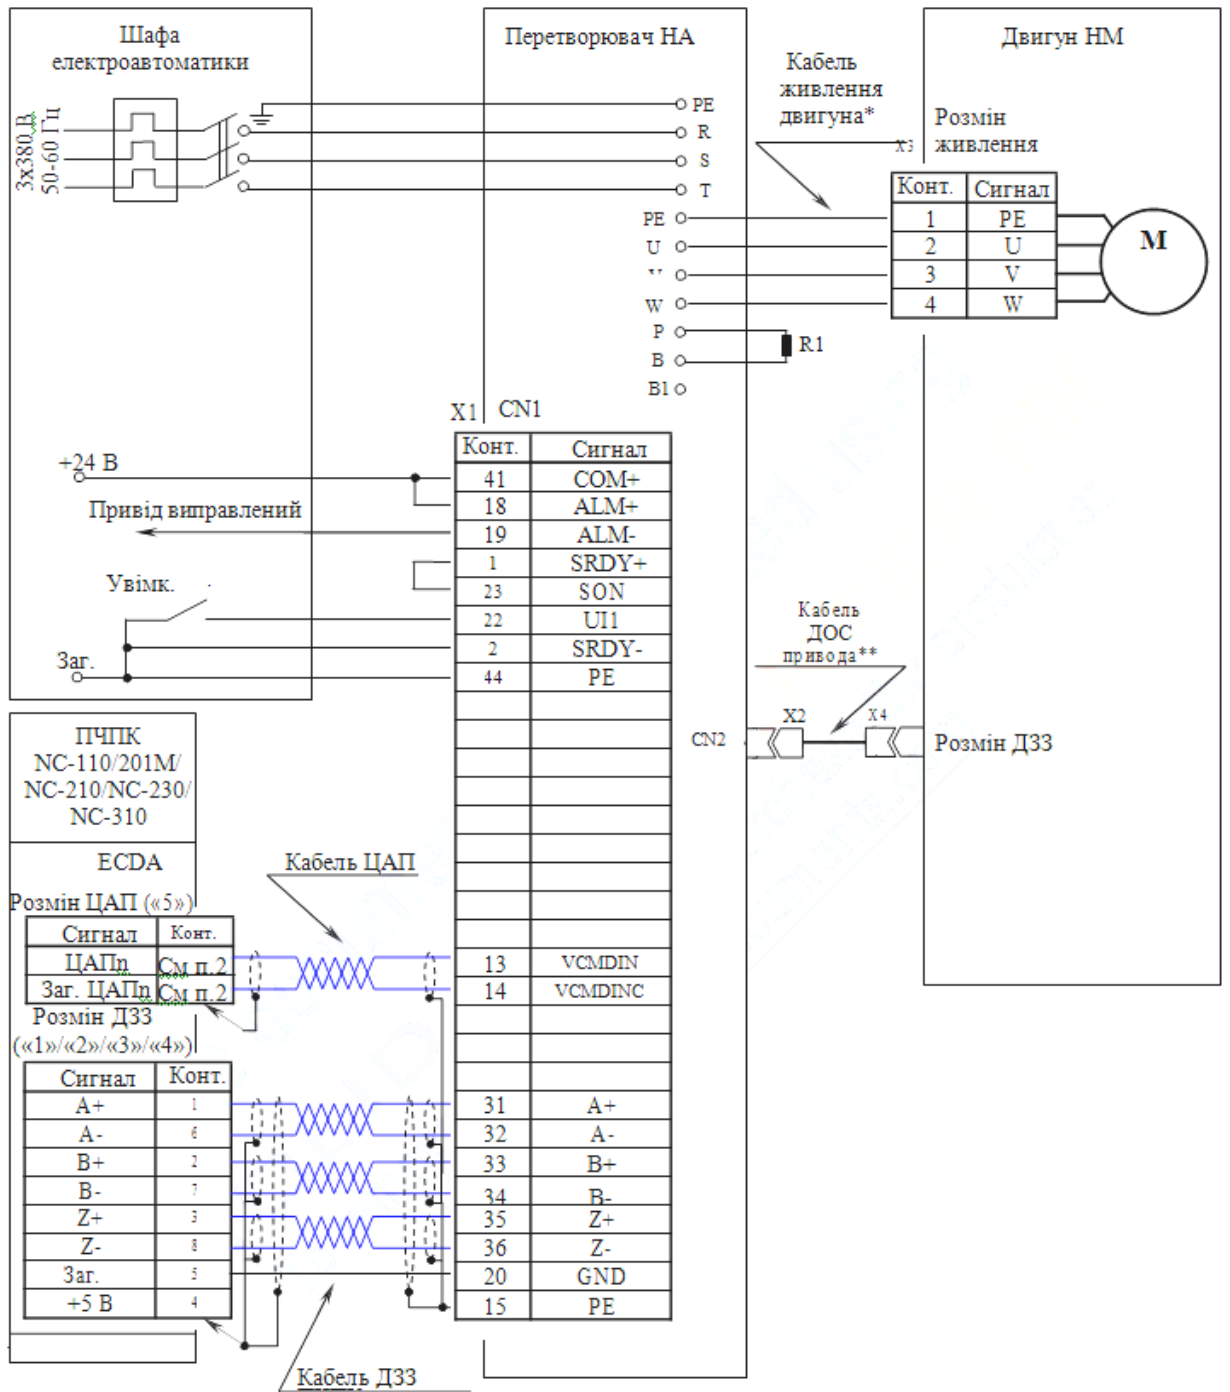 Шафа
електроавтоматики
3х380 В
50-60 Гц
Перетворювач НА
PE
R
S
T
PE
U
W
P
B
B1
R1
Кабель
живлення
двигуна*
Двигун НМ
Розмін
живлення
X3
Конт. Сигнал
1 PE
2 U
3 V
4 W
M
X1 CN1
Конт. Сигнал
41 COM+
18 ALM+
19 ALM-
1 SRDY+
23 SON
22 UI1
2 SRDY-
44 PE
13 VCMDIN
14 VCMDINC
31 A+
32 A-
33 B+
34 B-
35 Z+
36 Z-
20 GND
15 PE
+24 В
Привід виправлений
Увімк.
Заг.
Кабель
ДОС
привода**
CN2
X2
X4
Розмін ДЗЗ
ПЧПК
NC-110/201M/
NC-210/NC-230/
NC-310
ECDA
Розмін ЦАП («5»)
Сигнал Конт.
ЦАПn См п.2
Заг. ЦАПn См п.2
Кабель ЦАП
Розмін ДЗЗ
(«1»/«2»/«3»/«4»)
Сигнал Конт.
A+ 1
A- 6
B+ 2
B- 7
Z+ 3
Z- 8
Заг. 5
+5 В 4
Кабель ДЗЗ